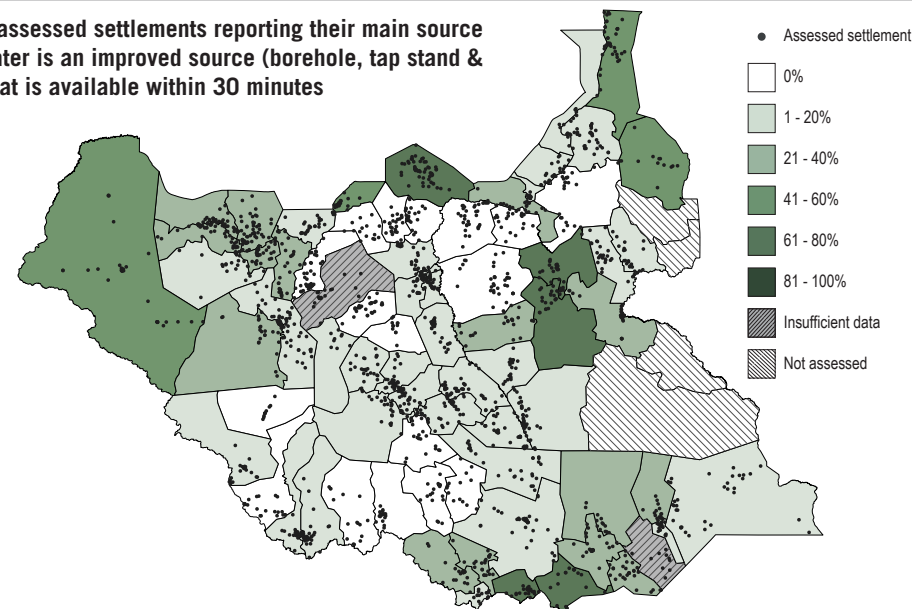 assessed settlements reporting their main source
ter is an improved source (borehole, tap stand &
at is available within 30 minutes
Assessed settlement
0%
1 - 20%
21 - 40%
41 - 60%
61 - 80%
81 - 100%
Insufficient data
Not assessed